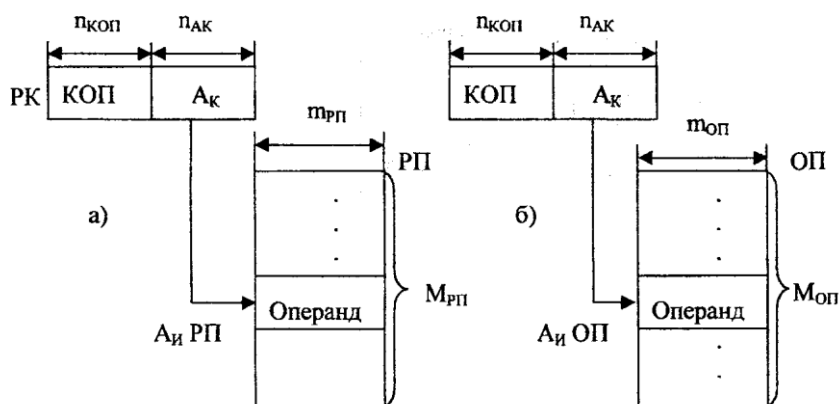 nКОП nАК
nКОП nАК
РК КОП АК
КОП АК
mРП
mОП
РП
ОП
а)
б)
Операнд
МРП
Операнд
МОП
АИ РП
АИ ОП